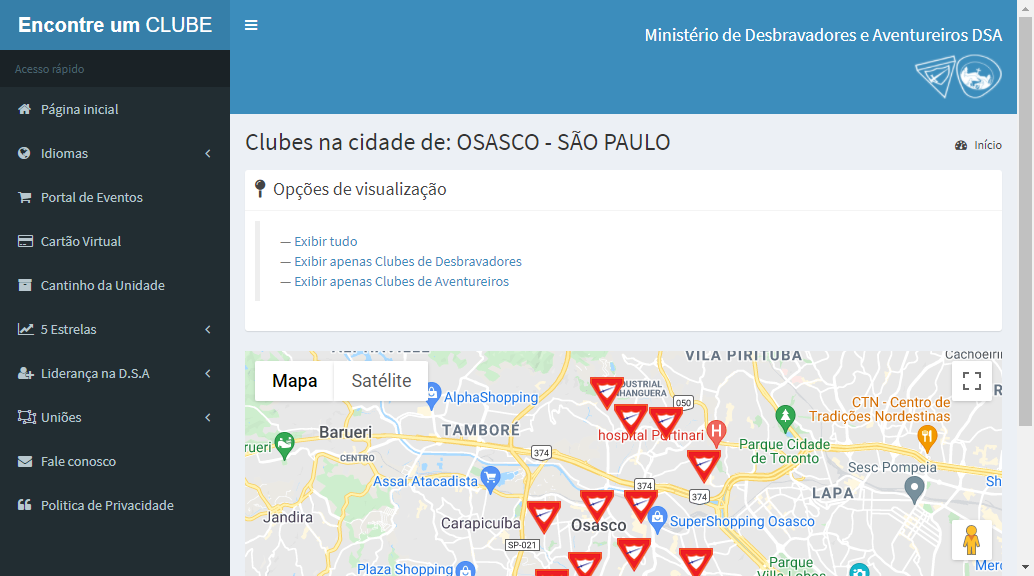 Encontre um CLUBE
Ministério de Desbravadores e Aventureiros DSA
Acesso rápido
Página inicial
Idiomas
Portal de Eventos
Cartão Virtual
Cantinho da Unidade
5 Estrelas
Liderança na D.S.A
Uniões
Fale conosco
Politica de Privacidade
Clubes na cidade de: OSASCO - SÃO PAULO
Início
Opções de visualização
— Exibir tudo
— Exibir apenas Clubes de Desbravadores
— Exibir apenas Clubes de Aventureiros
Mapa
Satélite
VILA PIRITUBA
AlphaShopping
050
CTN - Centro de
Tradições Nordestinas
TAMBORÉ
Barueri
CENTRO
hospital Portinari
Parque Cidade
de Toronto
374
Assaí Atacadista
Sesc Pompeia
374
374
LAPA
Jandira
Carapicuíba
Osasco
SuperShopping Osasco
SP-021
Plaza Shopping
Parque